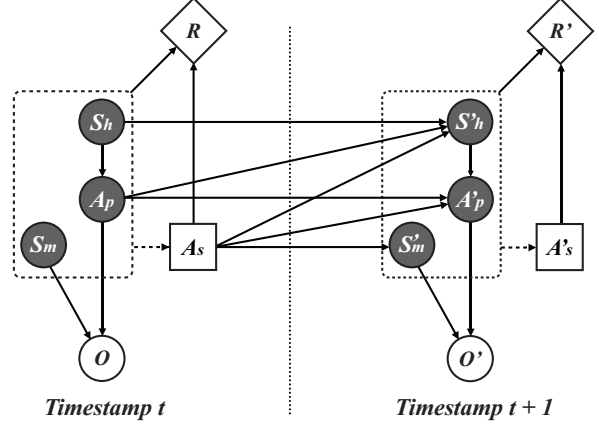 R R'
Sh S'h
Ap A'p
Sm As S'm A's
O O'
Timestamp t Timestamp t + 1